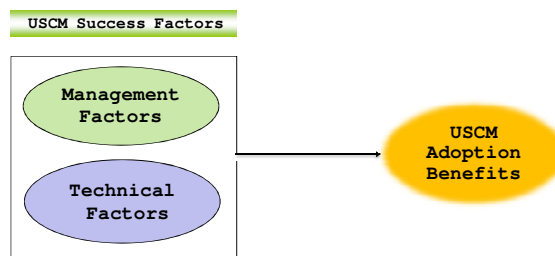 USCM Success Factors
Management
Factors
Technical
Factors
USCM
Adoption
Benefits